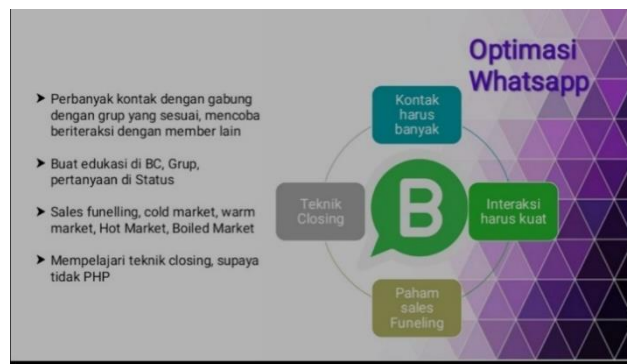 Optimasi
Whatsapp
➤ Perbanyak kontak dengan gabung
dengan grup yang sesuai, mencoba
beriteraksi dengan member lain
➤ Buat edukasi di BC, Grup,
pertanyaan di Status
➤ Sales funelling, cold market, warm
market, Hot Market, Boiled Market
➤ Mempelajari teknik closing, supaya
tidak PHP
Kontak
harus
banyak
Teknik
Closing
B
Interaksi
harus kuat
Paham
sales
Funeling